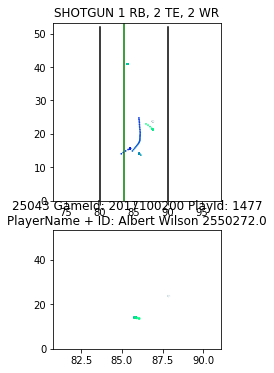 SHOTGUN 1 RB, 2 TE, 2 WR
50
40
30
20
10
0
75 80 85 90 95
25043 GameId: 2017100200 PlayId: 1477
PlayerName + ID: Albert Wilson 2550272.0
40
20
0
82.5 85.0 87.5 90.0